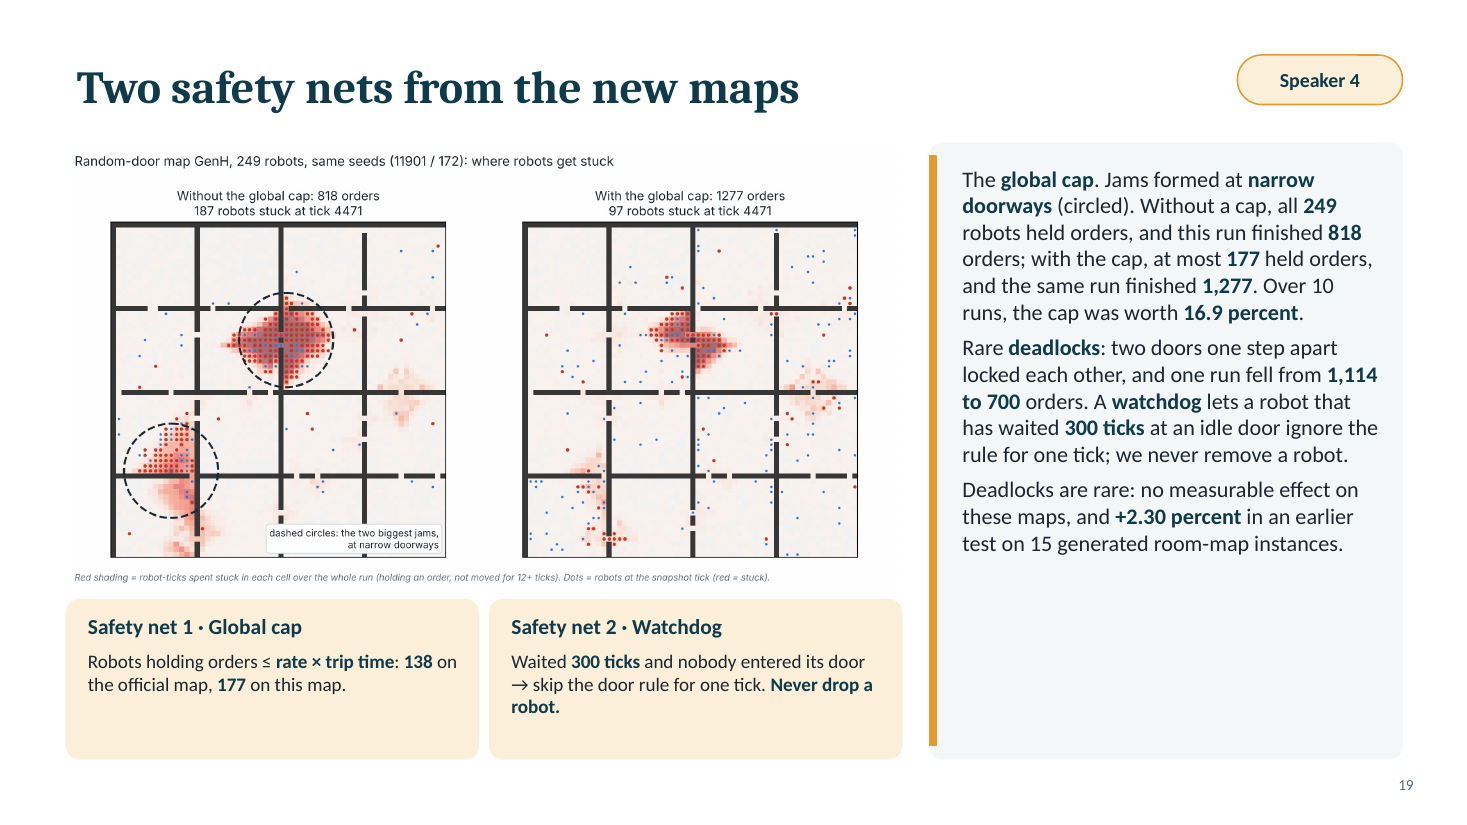 Two safety nets from the new maps
Speaker 4
Random-door map GenH, 249 robots, same seeds (11901 / 172): where robots get stuck
Without the global cap: 818 orders
187 robots stuck at tick 4471
With the global cap: 1277 orders
97 robots stuck at tick 4471
dashed circles: the two biggest jams,
at narrow doorways
Red shading = robot-ticks spent stuck in each cell over the whole run (holding an order, not moved for 12+ ticks). Dots = robots at the snapshot tick (red = stuck).
Safety net 1 · Global cap
Robots holding orders ≤ rate × trip time: 138 on
the official map, 177 on this map.
Safety net 2 · Watchdog
Waited 300 ticks and nobody entered its door
→ skip the door rule for one tick. Never drop a
robot.
The global cap. Jams formed at narrow
doorways (circled). Without a cap, all 249
robots held orders, and this run finished 818
orders; with the cap, at most 177 held orders,
and the same run finished 1,277. Over 10
runs, the cap was worth 16.9 percent.
Rare deadlocks: two doors one step apart
locked each other, and one run fell from 1,114
to 700 orders. A watchdog lets a robot that
has waited 300 ticks at an idle door ignore the
rule for one tick; we never remove a robot.
Deadlocks are rare: no measurable effect on
these maps, and +2.30 percent in an earlier
test on 15 generated room-map instances.
19